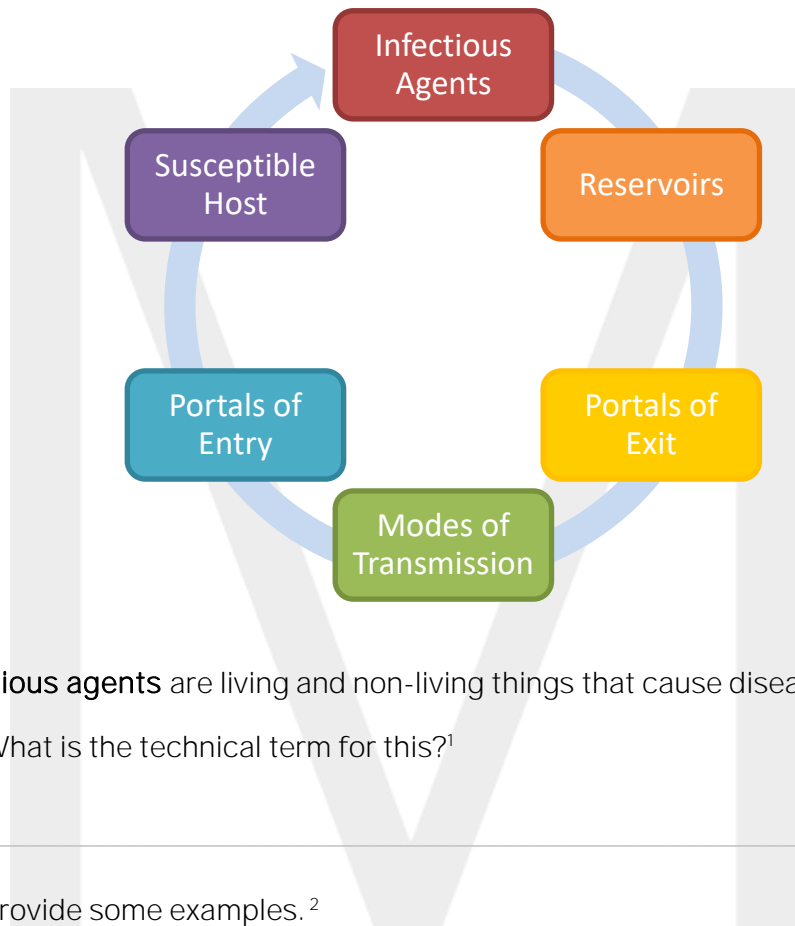 Infectious
Agents
Susceptible
Host
Reservoirs
Portals of
Entry
Portals of
Exit
Modes of
Transmission
ious agents are living and non-living things that cause disea
What is the technical term for this?¹
rovide some examples. ²